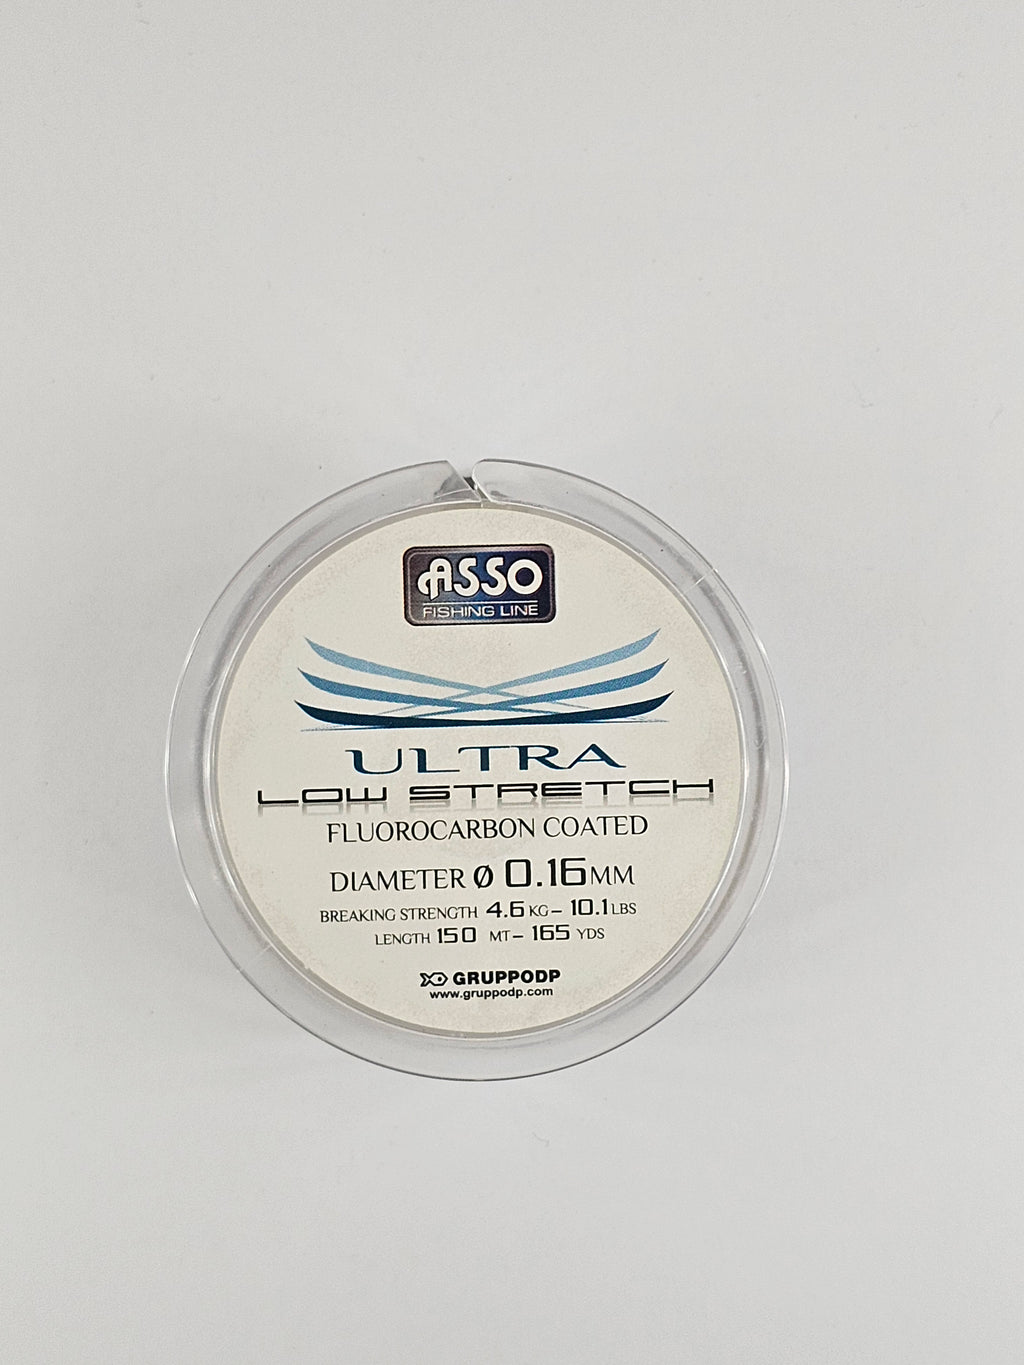 ASSO
FISHING LINE
ULTRA
LOW STRETCH
FLUOROCARBON COATED
DIAMETER Ø 0.16MM
BREAKING STRENGTH 4.6 KG – 10.1 LBS
LENGTH 150 MT – 165 YDS
GRUPPODP
www.gruppodp.com